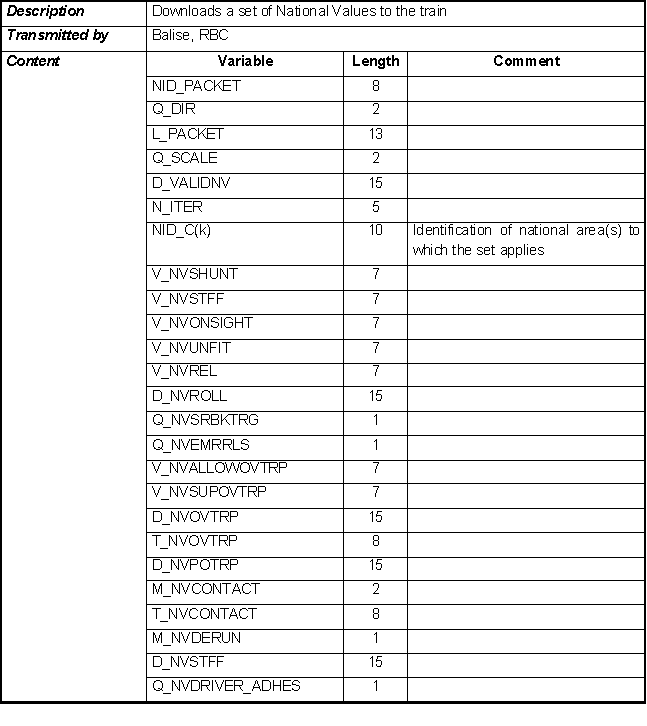 Description Downloads a set of National Values to the train
Transmitted by Balise, RBC
Content Variable Length Comment
NID_PACKET 8
Q_DIR 2
L_PACKET 13
Q_SCALE 2
D_VALIDNV 15
N_ITER 5
NID_C(k) 10 Identification of national area(s) to
which the set applies
V_NVSHUNT 7
V_NVSTFF 7
V_NVONSIGHT 7
V_NVUNFIT 7
V_NVREL 7
D_NVROLL 15
Q_NVSRBKTRG 1
Q_NVEMRRLS 1
V_NVALLOWOVTRP 7
V_NVSUPOVTRP 7
D_NVOVTRP 15
T_NVOVTRP 8
D_NVPOTRP 15
M_NVCONTACT 2
T_NVCONTACT 8
M_NVDERUN 1
D_NVSTFF 15
Q_NVDRIVER_ADHES 1